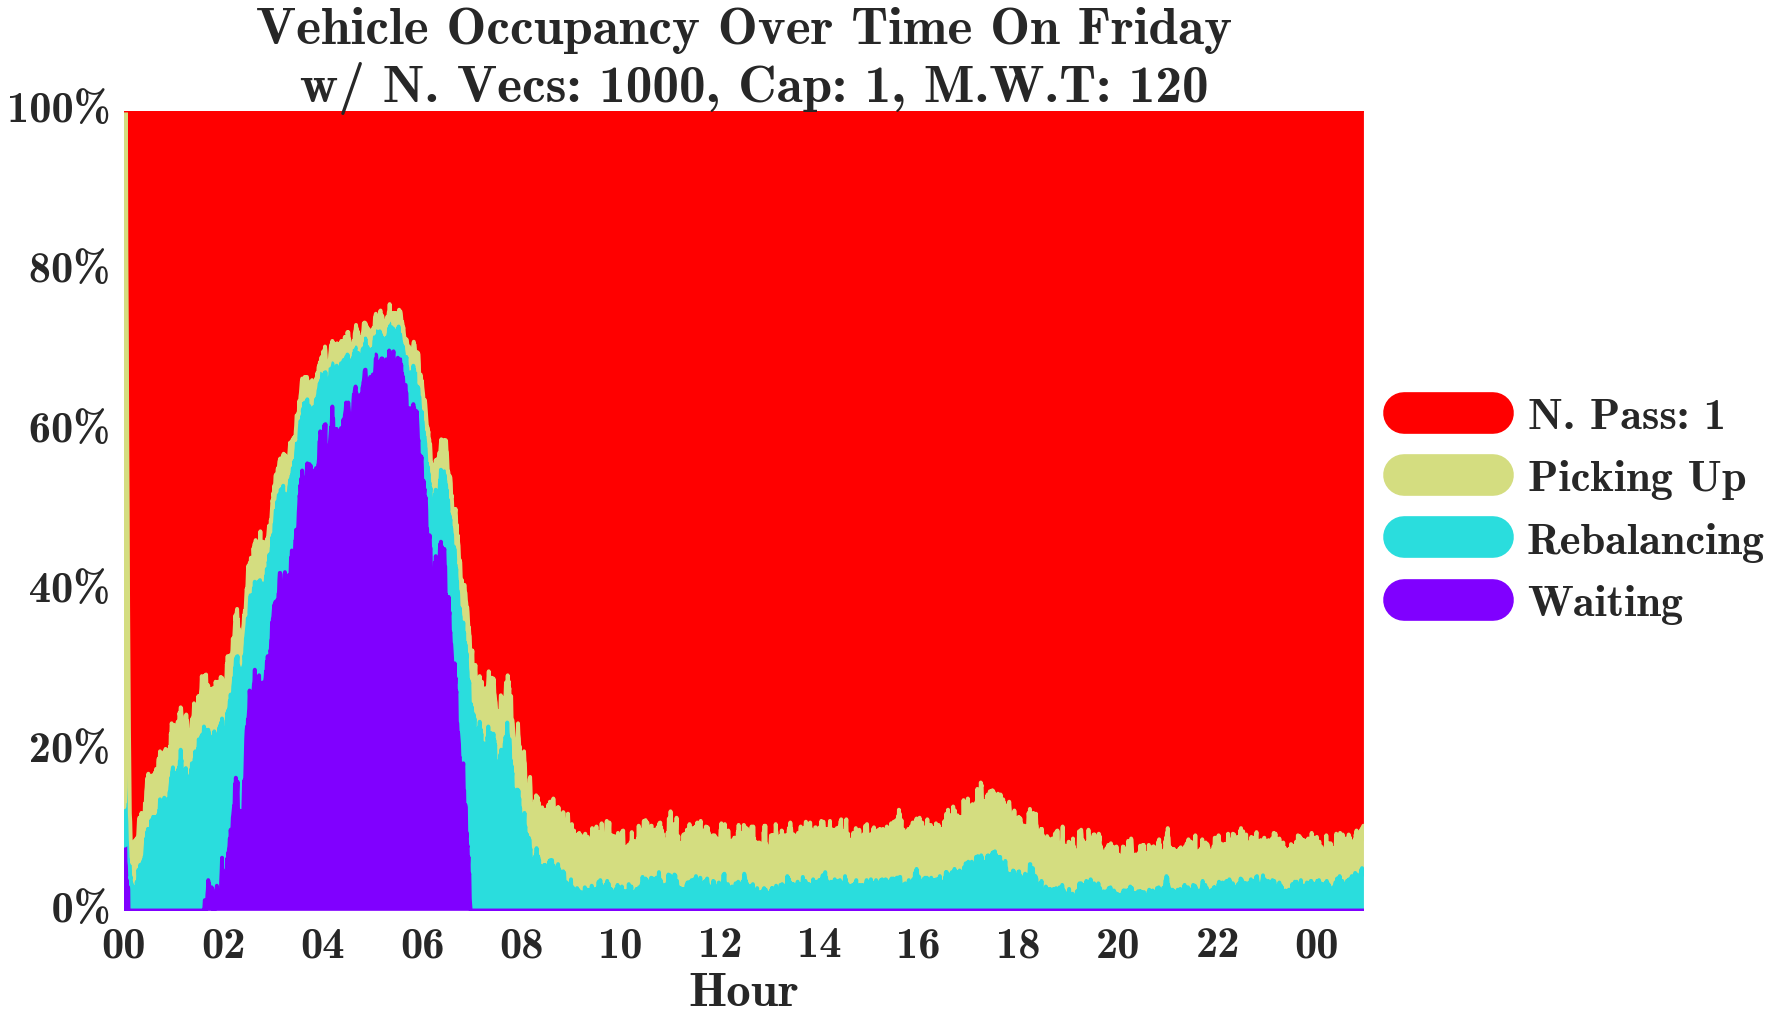 Vehicle Occupancy Over Time On Friday
w/ N. Vecs: 1000, Cap: 1, M.W.T: 120
100%
80%
60%
40%
20%
0%
00 02 04 06 08 10 12 14 16 18 20 22 00
Hour
N. Pass: 1
Picking Up
Rebalancing
Waiting